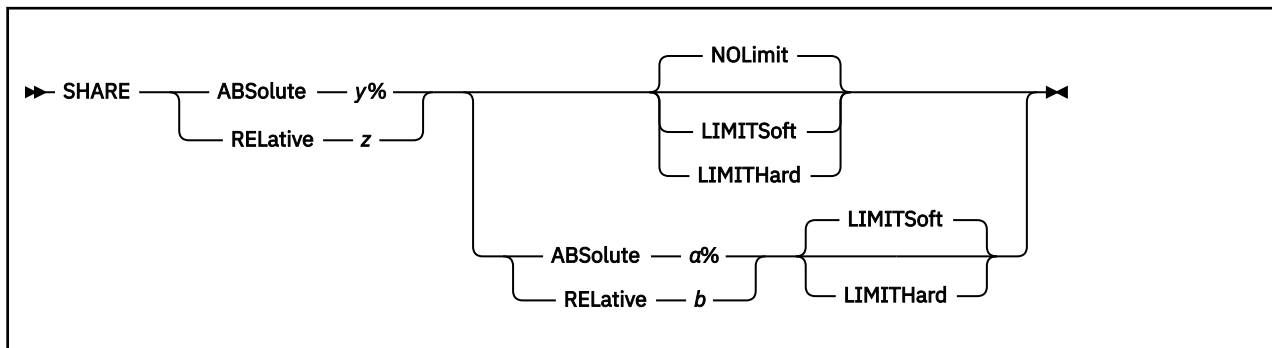 NOLimit
SHARE ABSolute y%
LIMITSoft
RELative z
LIMITHard
LIMITSoft
ABSolute a%
RELative b LIMITHard